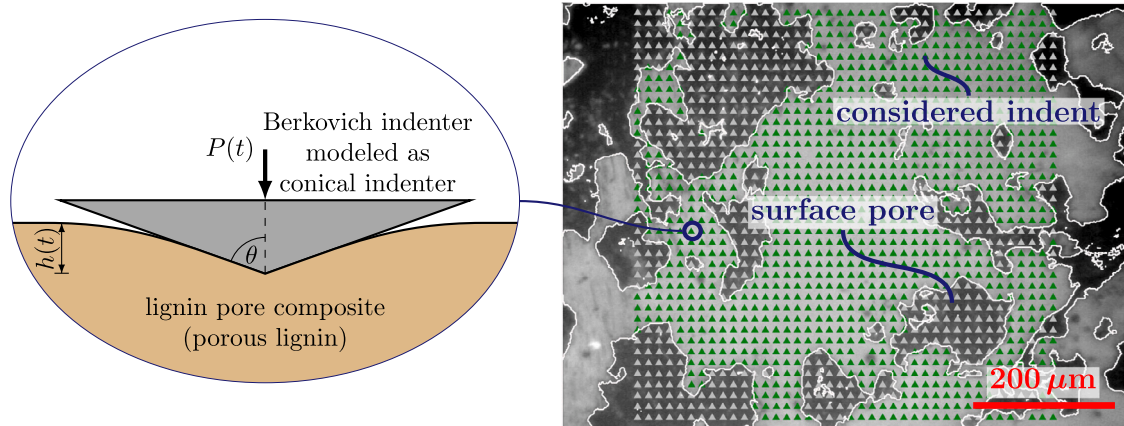 Berkovich indenter
modeled as
conical indenter
P(t)
h(t)
θ
lignin pore composite
(porous lignin)
considered indent
surface pore
200 μm